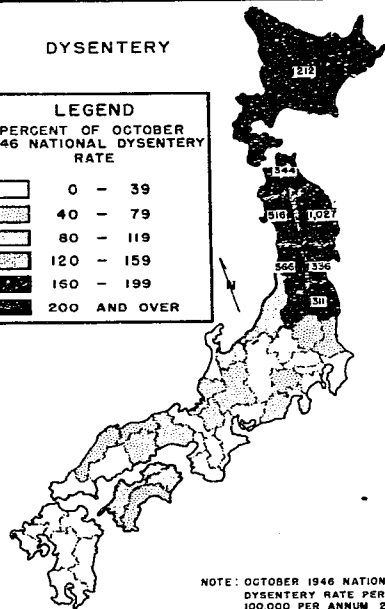 DYSENTERY
LEGEND
PERCENT OF OCTOBER
46 NATIONAL DYSENTERY
RATE
0 – 39
40 – 79
80 – 119
120 – 159
160 – 199
200 AND OVER
212
344
516 1,027
566 336
311
N
NOTE: OCTOBER 1946 NATION
DYSENTERY RATE PER
100,000 PER ANNUM 2